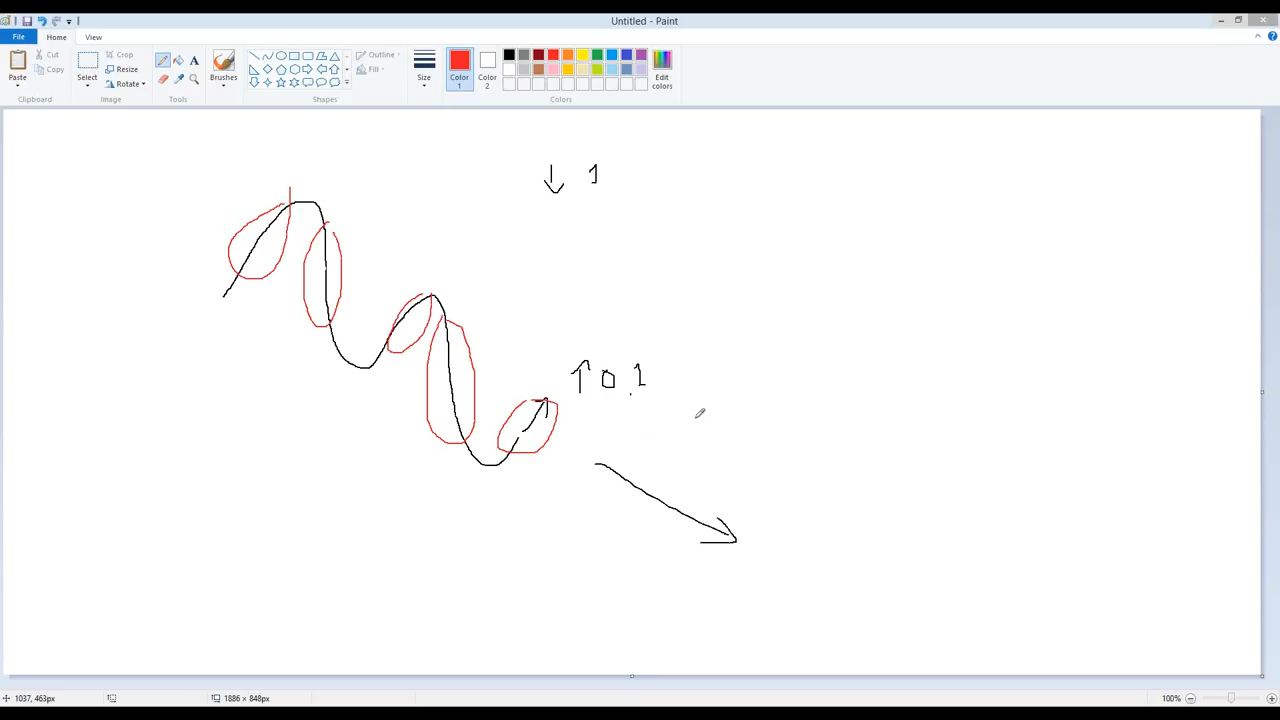 Untitled - Paint
File Home View
Paste
Cut
Copy
Clipboard
Select
Crop
Resize
Rotate
Image
Tools
Brushes
Shapes
Outline
Fill
Size
Color 1
Color 2
Edit colors
Colors
↓ 1
↑ 0.1
1037, 463px
1886 × 848px
100%